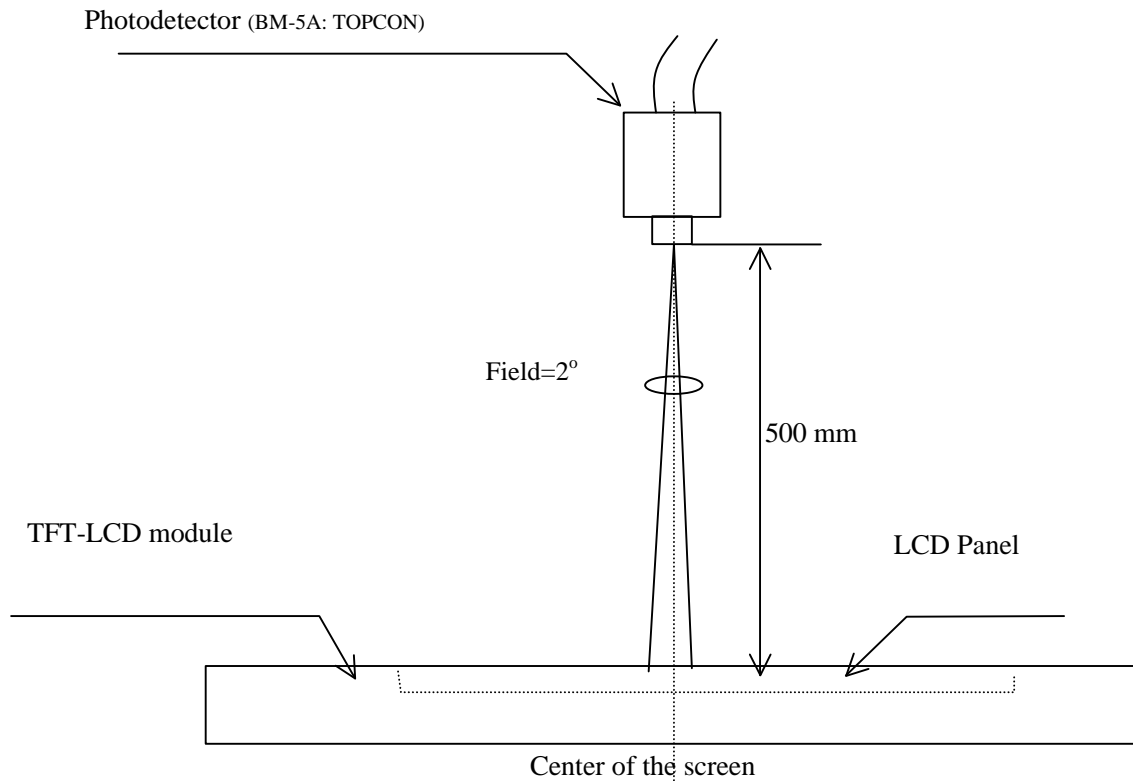 Photodetector (BM-5A: TOPCON)
Field=2°
500 mm
TFT-LCD module
LCD Panel
Center of the screen